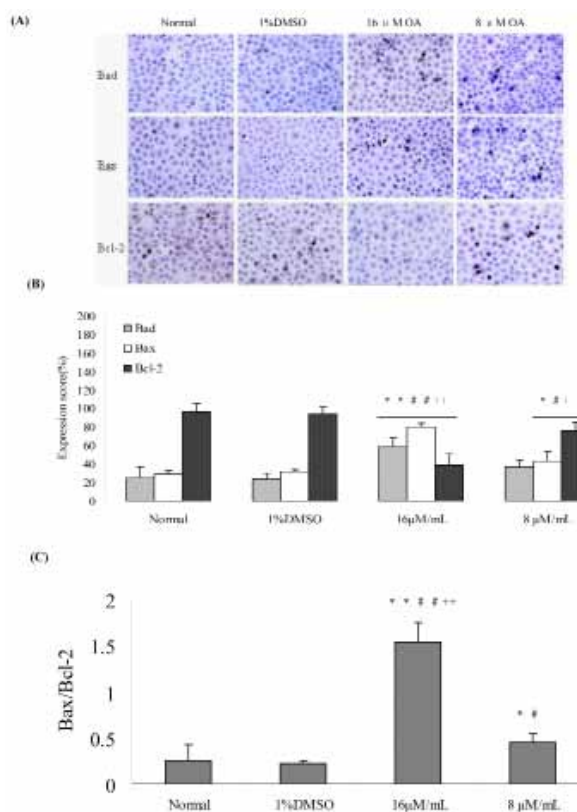 (A)
Normal 1%DMSO 16 µ M OA 8 µ M OA
Bad
Bax
Bcl-2
(B)
Expression score(%)
200
180
160
140
120
100
80
60
40
20
0
Bad
Bax
Bcl-2
* * # # ++
* # +
Normal 1%DMSO 16µM/mL 8 µM/mL
(C)
Bax/Bcl-2
2
1.5
1
0.5
0
* * # # ++
* #
Normal 1%DMSO 16µM/mL 8 µM/mL